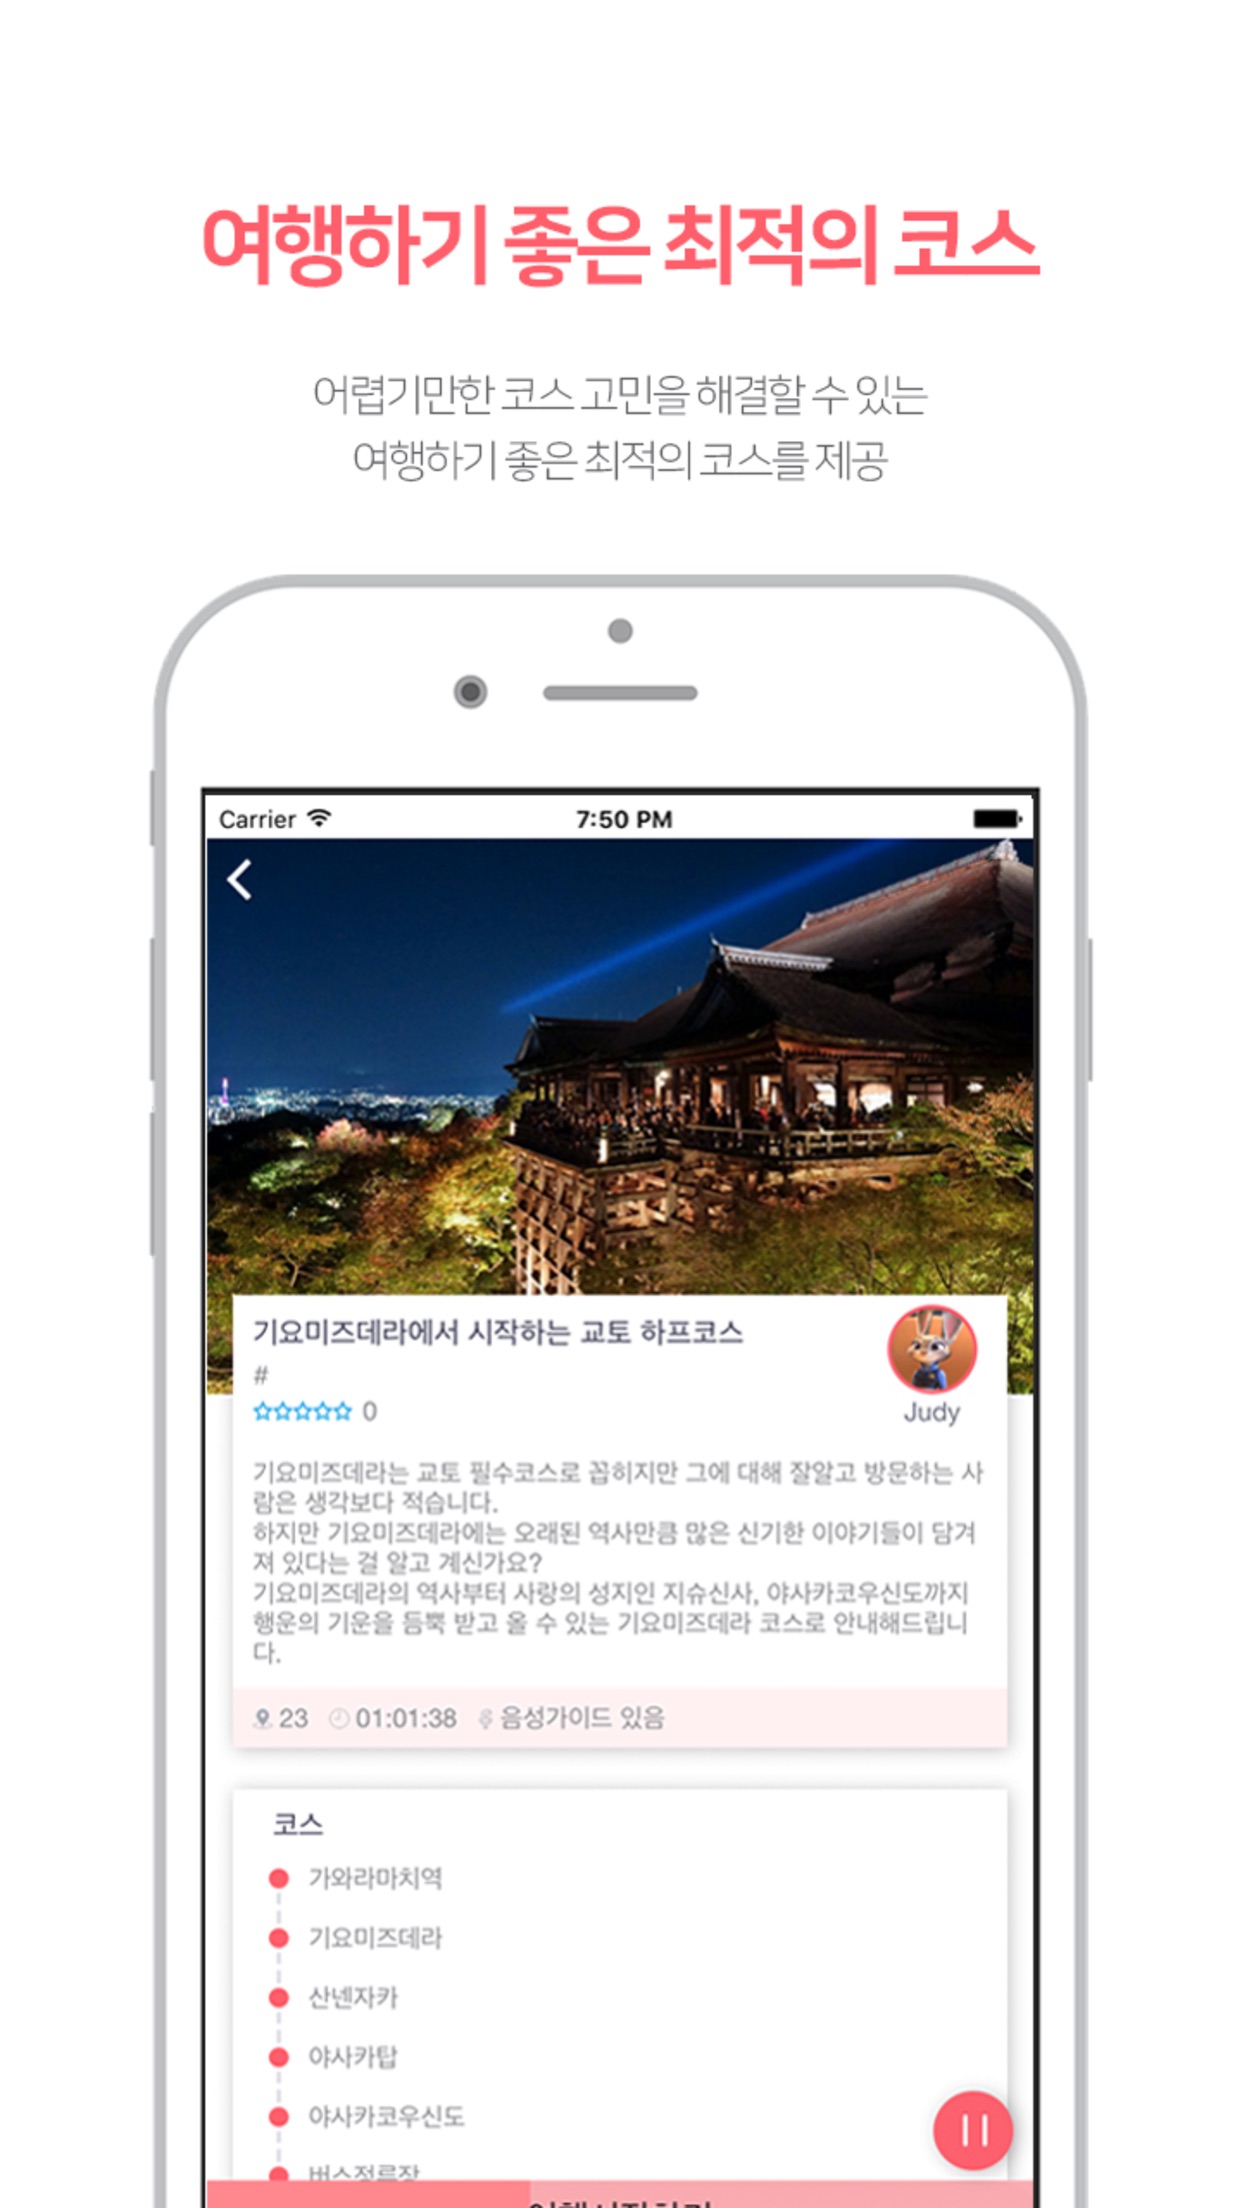 여행하기 좋은 최적의 코스
어렵기만한 코스 고민을 해결할 수 있는
여행하기 좋은 최적의 코스를 제공
Carrier 7:50 PM
기요미즈데라에서 시작하는 교토 하프코스
#
0
Judy
기요미즈데라는 교토 필수코스로 꼽히지만 그에 대해 잘알고 방문하는 사
람은 생각보다 적습니다.
하지만 기요미즈데라에는 오래된 역사만큼 많은 신기한 이야기들이 담겨
져 있다는 걸 알고 계신가요?
기요미즈데라의 역사부터 사랑의 성지인 지슈신사, 야사카코우신도까지
행운의 기운을 듬뿍 받고 올 수 있는 기요미즈데라 코스로 안내해드립니
다.
23 01:01:38 음성가이드 있음
코스
가와라마치역
기요미즈데라
산넨자카
야사카탑
야사카코우신도
버스정류장